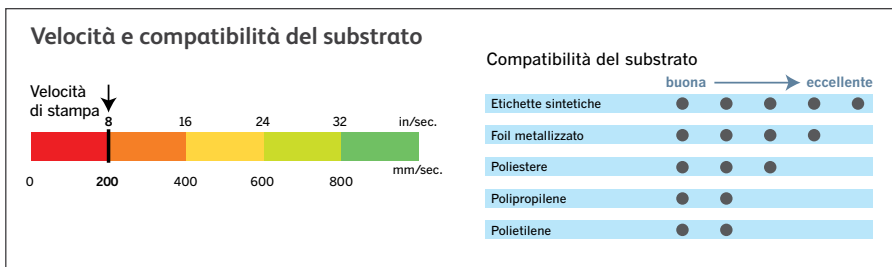 Velocità e compatibilità del substrato
Velocità
di stampa
8 16 24 32 in/sec.
mm/sec.
0 200 400 600 800
Compatibilità del substrato
buona eccellente
Etichette sintetiche
Foil metallizzato
Poliestere
Polipropilene
Polietilene